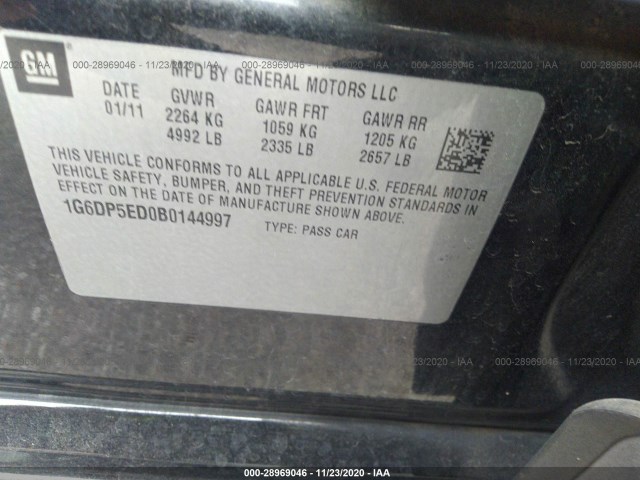 GM
MFD BY GENERAL MOTORS LLC
DATE GVWR GAWR FRT GAWR RR
01/11 2264 KG 1059 KG 1205 KG
4992 LB 2335 LB 2657 LB
THIS VEHICLE CONFORMS TO ALL APPLICABLE U.S. FEDERAL MOTOR
VEHICLE SAFETY, BUMPER, AND THEFT PREVENTION STANDARDS IN
EFFECT ON THE DATE OF MANUFACTURE SHOWN ABOVE.
1G6DP5ED0B0144997 TYPE: PASS CAR
000-28969046 - 11/23/2020 - IAA